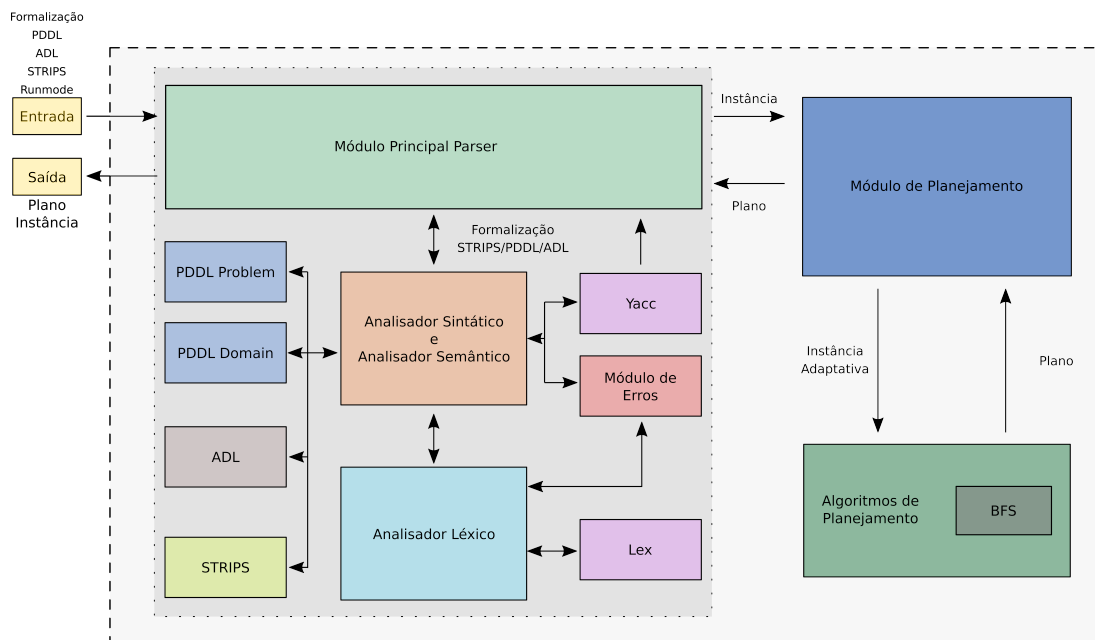 Formalização
PDDL
ADL
STRIPS
Runmode
Entrada
Saída
Plano
Instância
Módulo Principal Parser
Instância
Plano
Módulo de Planejamento
Formalização
STRIPS/PDDL/ADL
PDDL Problem
PDDL Domain
ADL
STRIPS
Analisador Sintático
e
Analisador Semântico
Yacc
Módulo de
Erros
Analisador Léxico
Lex
Instância
Adaptativa
Plano
Algoritmos de
Planejamento
BFS